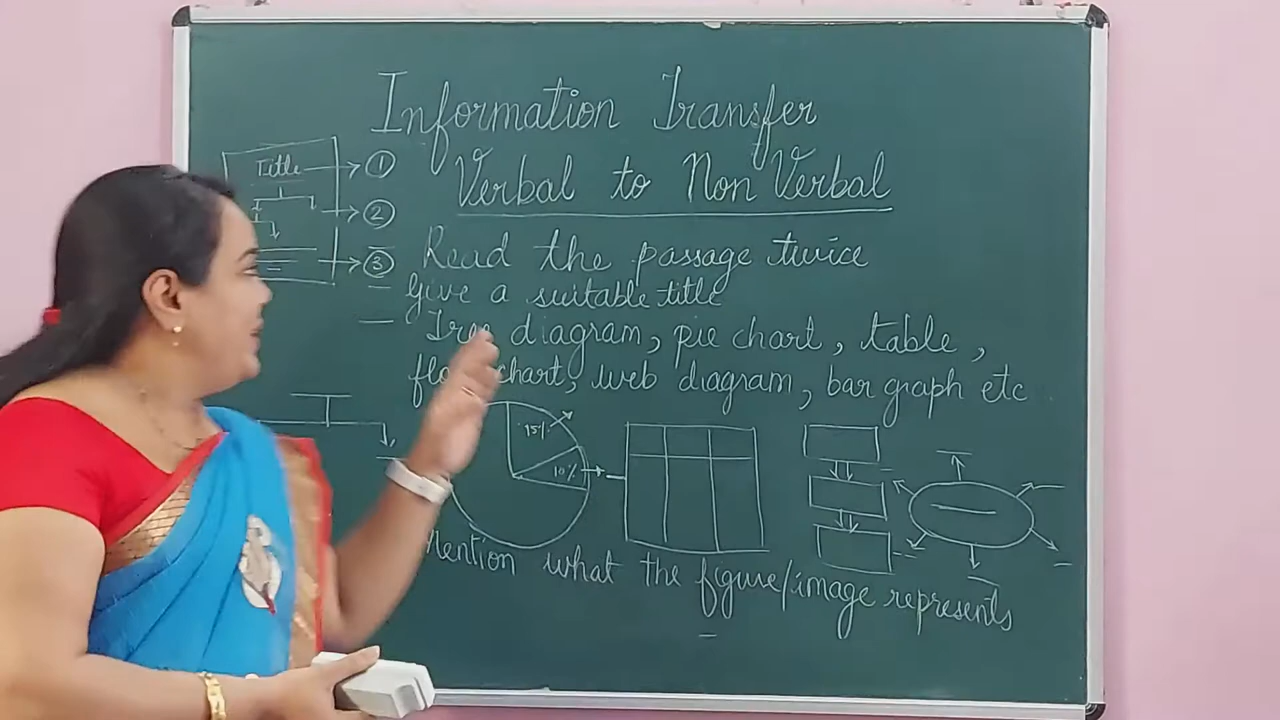 Information Transfer
Verbal to Non Verbal
Title → ①
→ ②
→ ③
Read the passage twice
Give a suitable title
Tree diagram, pie chart, table,
chart, web diagram, bar graph etc
15%
10%
Mention what the figure/image represents